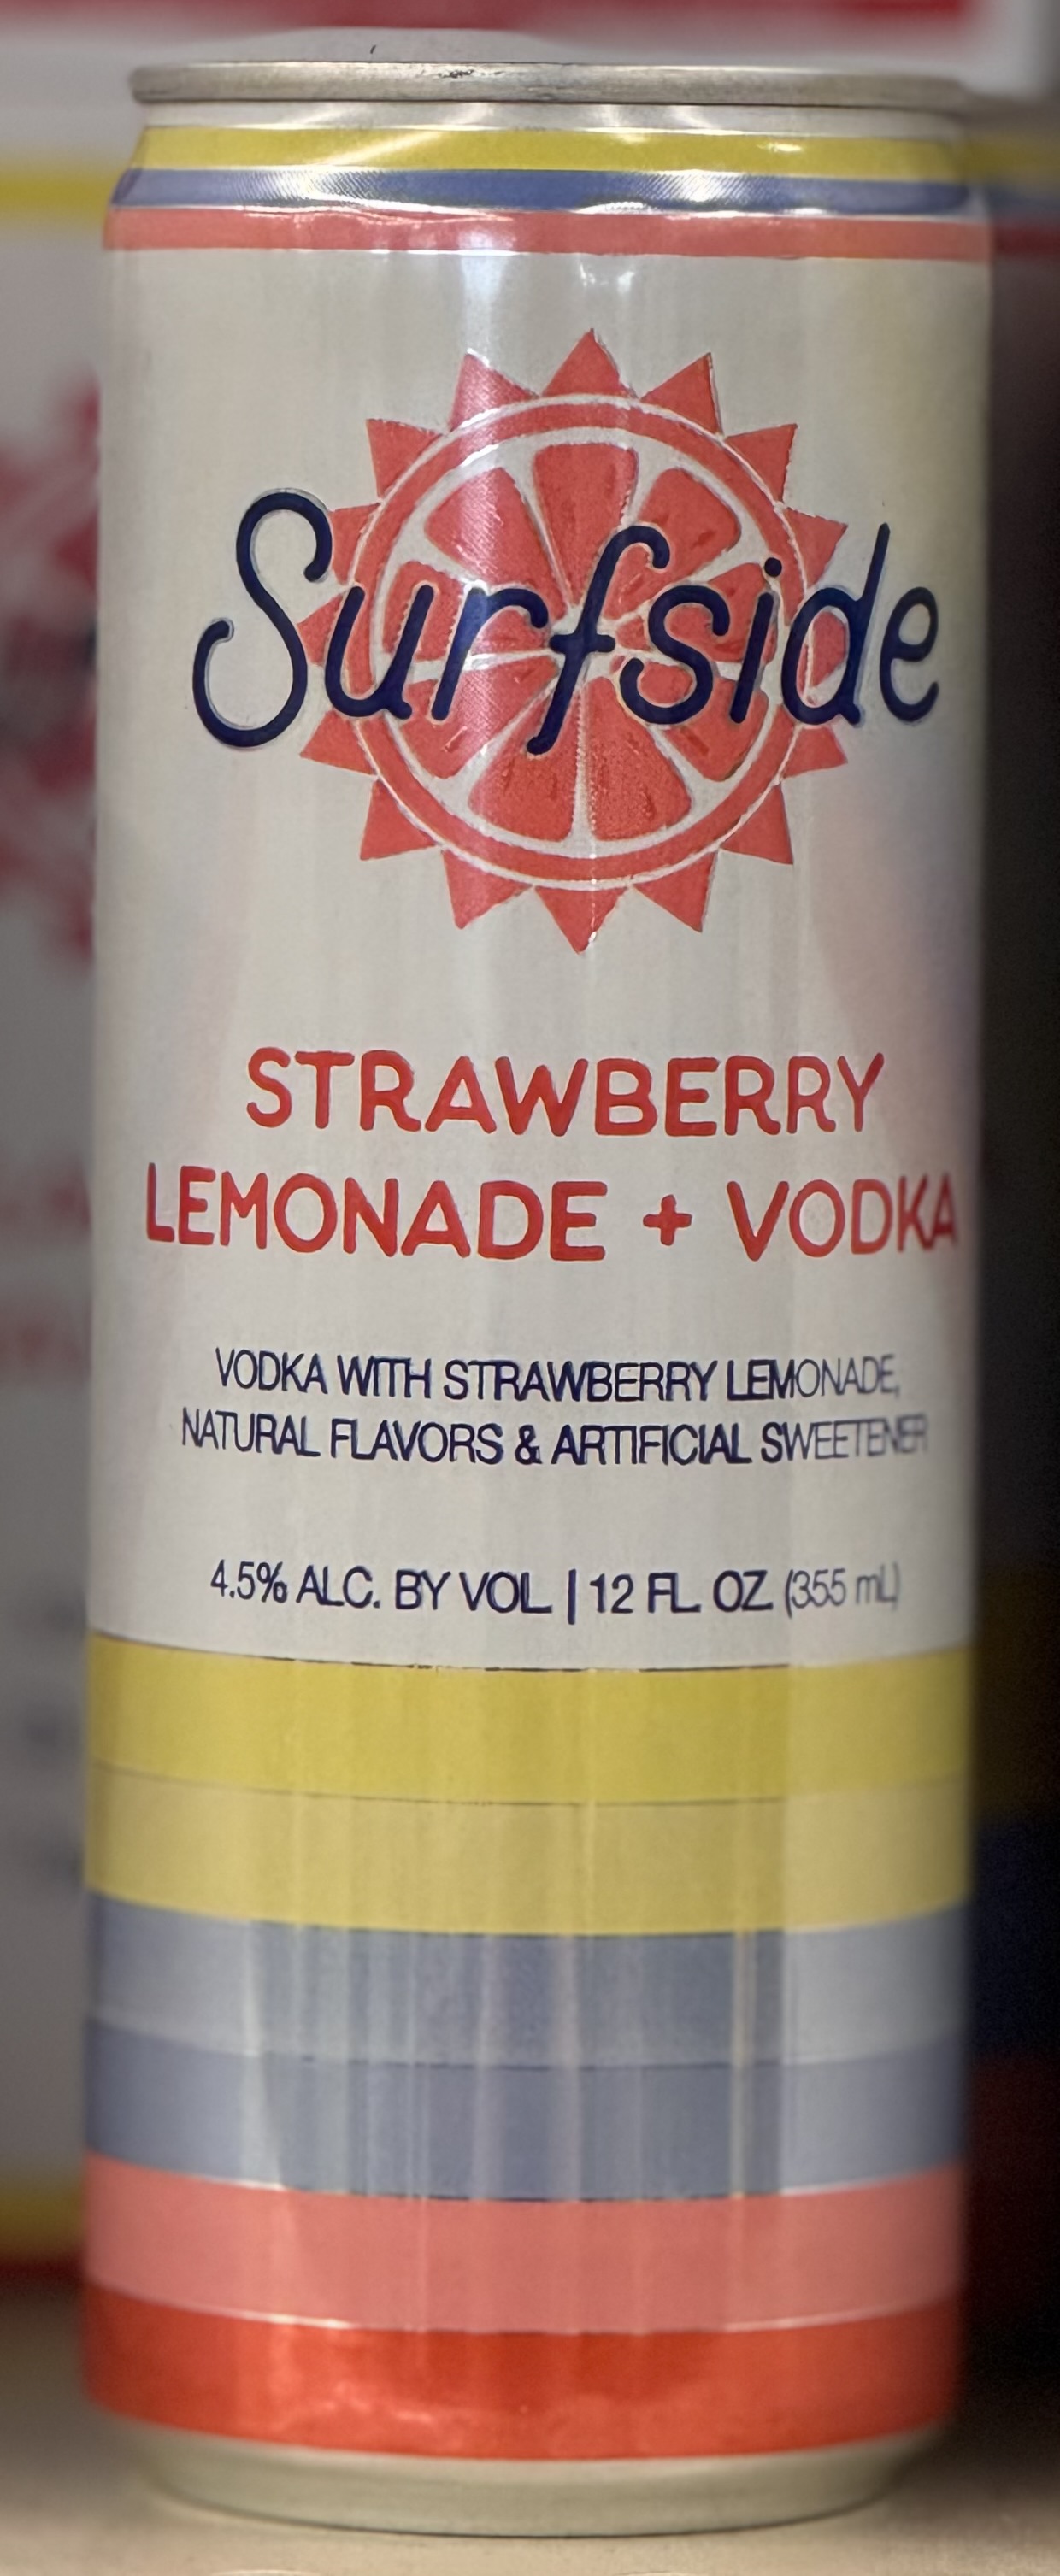 Surfside
STRAWBERRY
LEMONADE + VODKA
VODKA WITH STRAWBERRY LEMONADE,
NATURAL FLAVORS & ARTIFICIAL SWEETENER
4.5% ALC. BY VOL. | 12 FL. OZ. (355 mL)